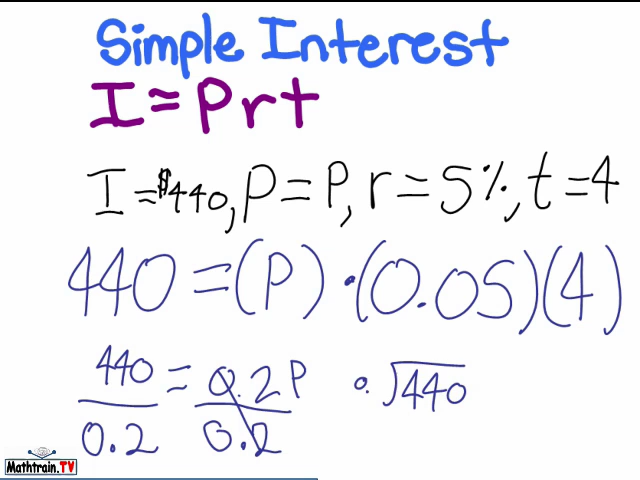 Simple Interest
I = Prt
I = $440, P = P, r = 5%, t = 4
440 = (P) · (0.05)(4)
440 = 0.2P 0. √440
0.2 0.2
Mathtrain.TV